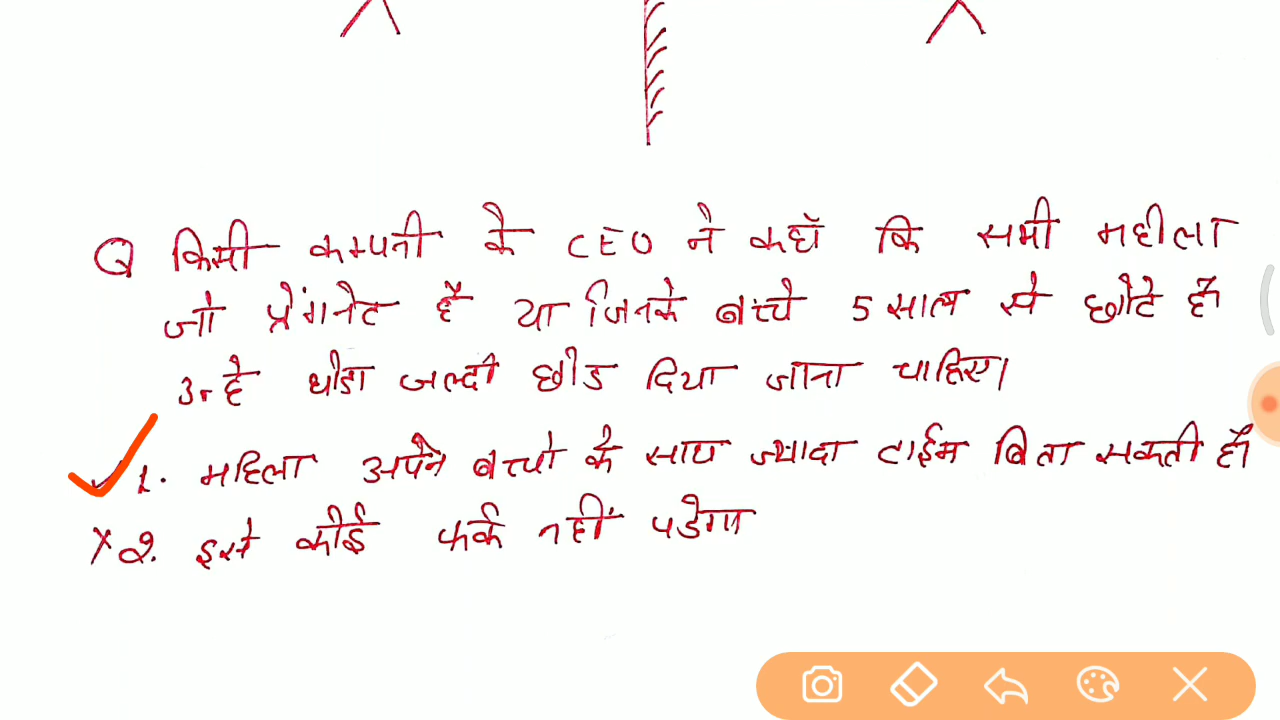 Q किसी कम्पनी के CEO ने कहाँ कि सभी महीला
जो प्रेंगनेट है या जिनके बच्चे 5 साल से छोटे हैं
उन्हे थोडा जल्दी छोड दिया जाना चाहिए।
1. महिला अपने बच्चो के साथ ज्यादा टाईम बिता सकती हैं
x 2. इसे कोई फर्क नहीं पडेगा